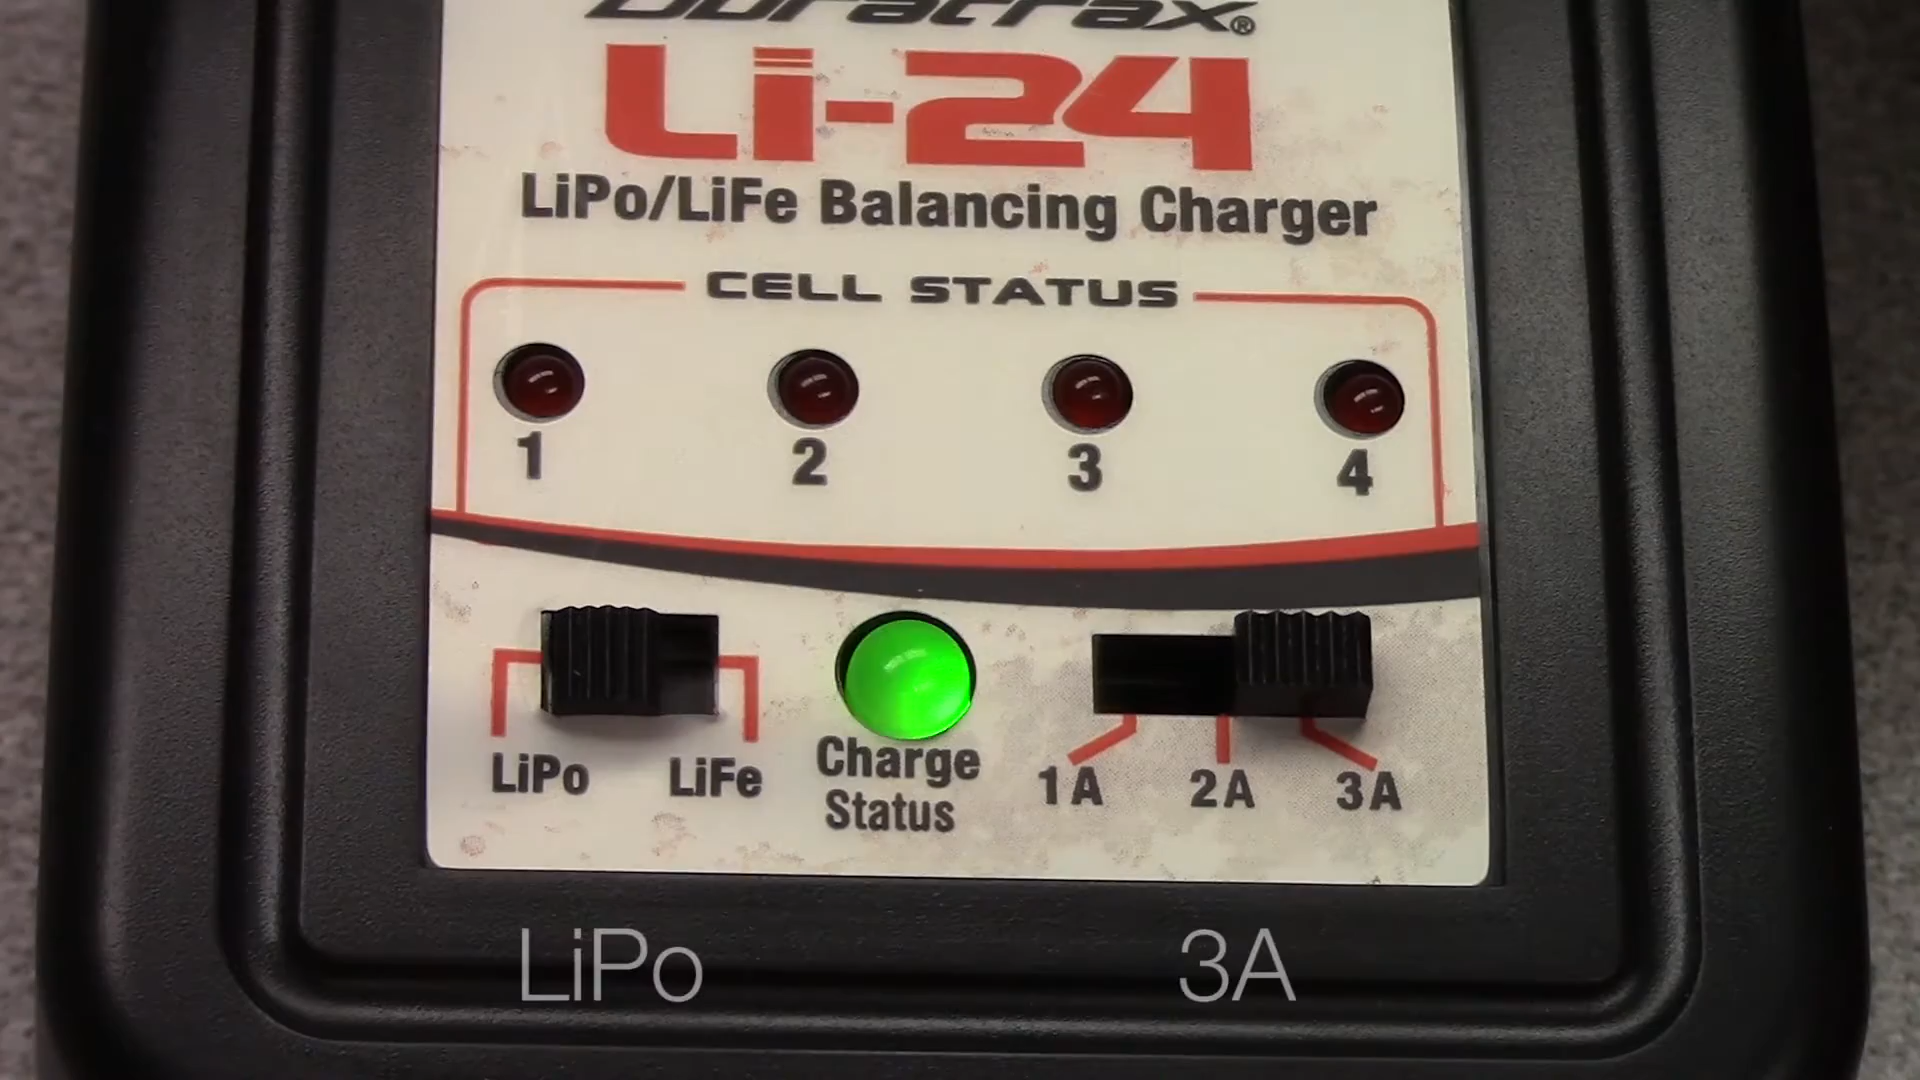 Duratrax®
Li-24
LiPo/LiFe Balancing Charger
CELL STATUS
1 2 3 4
LiPo LiFe
Charge
Status
1A 2A 3A
LiPo 3A